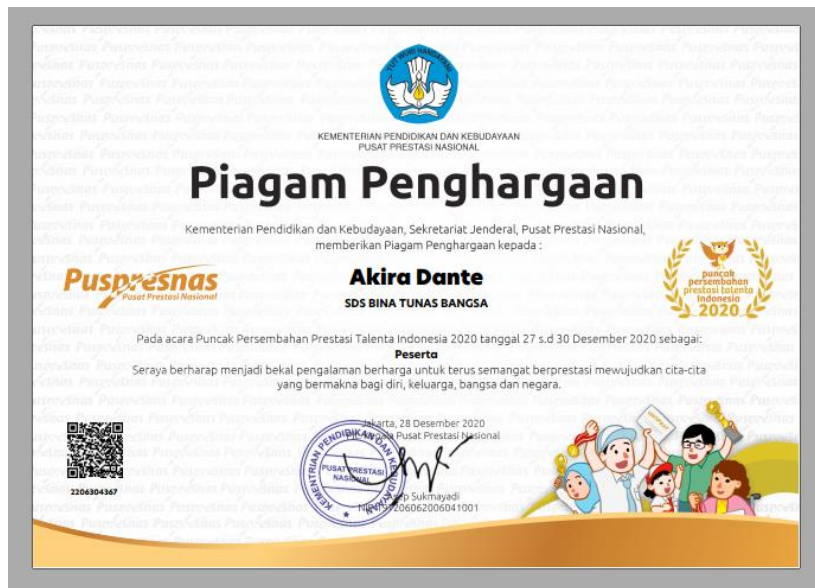 TUT WURI HANDAYANI
KEMENTERIAN PENDIDIKAN DAN KEBUDAYAAN
PUSAT PRESTASI NASIONAL
Piagam Penghargaan
Kementerian Pendidikan dan Kebudayaan, Sekretariat Jenderal, Pusat Prestasi Nasional,
memberikan Piagam Penghargaan kepada :
Puspresnas
Pusat Prestasi Nasional
Akira Dante
SDS BINA TUNAS BANGSA
puncak
persembahan
prestasi talenta
Indonesia
2020
Pada acara Puncak Persembahan Prestasi Talenta Indonesia 2020 tanggal 27 s.d 30 Desember 2020 sebagai:
Peserta
Seraya berharap menjadi bekal pengalaman berharga untuk terus semangat berprestasi mewujudkan cita-cita
yang bermakna bagi diri, keluarga, bangsa dan negara.
Jakarta, 28 Desember 2020
Pusat Prestasi Nasional
KEMENTRIAN PENDIDIKAN DAN KEBUDAYAAN
PUSAT PRESTASI
NASIONAL
Sukmayadi
2206304367